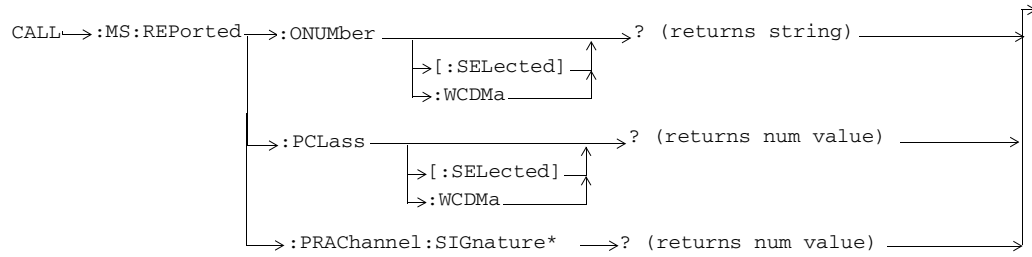 CALL :MS:REPorted :ONUMber ? (returns string)
[:SELected]
:WCDMa
:PCLass ? (returns num value)
[:SELected]
:WCDMa
:PRAChannel:SIGnature* ? (returns num value)